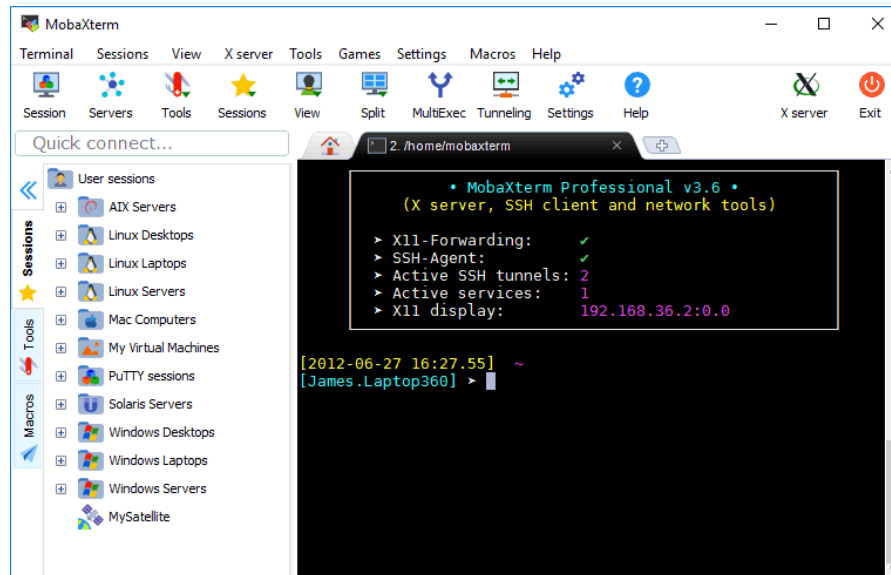 MobaXterm
Terminal Sessions View X server Tools Games Settings Macros Help
Session Servers Tools Sessions View Split MultiExec Tunneling Settings Help X server Exit
Quick connect...
2. /home/mobaxterm
User sessions
AIX Servers
Linux Desktops
Linux Laptops
Linux Servers
Mac Computers
My Virtual Machines
PuTTY sessions
Solaris Servers
Windows Desktops
Windows Laptops
Windows Servers
MySatellite
Sessions
Tools
Macros
• MobaXterm Professional v3.6 •
(X server, SSH client and network tools)
➤ X11-Forwarding: ✔
➤ SSH-Agent: ✔
➤ Active SSH tunnels: 2
➤ Active services: 1
➤ X11 display: 192.168.36.2:0.0
[2012-06-27 16:27.55] ~
[James.Laptop360] ➤